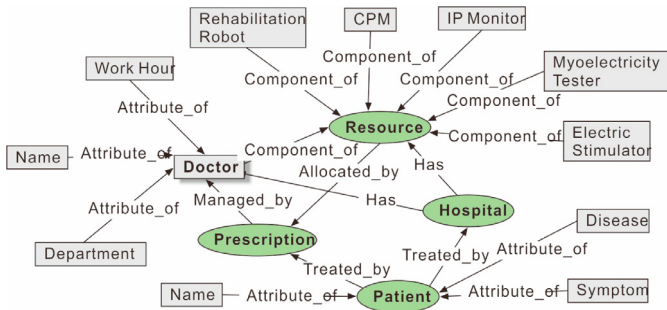 Rehabilitation
Robot
CPM
IP Monitor
Work Hour
Component_of
Component_of
Component_of
Myoelectricity
Tester
Attribute_of
Component_of
Resource
Name
Attribute_of
Component_of
Component_of
Electric
Stimulator
Doctor
Allocated_by
Has
Attribute_of
Managed_by
Has
Hospital
Disease
Department
Prescription
Treated_by
Attribute_of
Treated_by
Name
Attribute_of
Patient
Attribute_of
Symptom